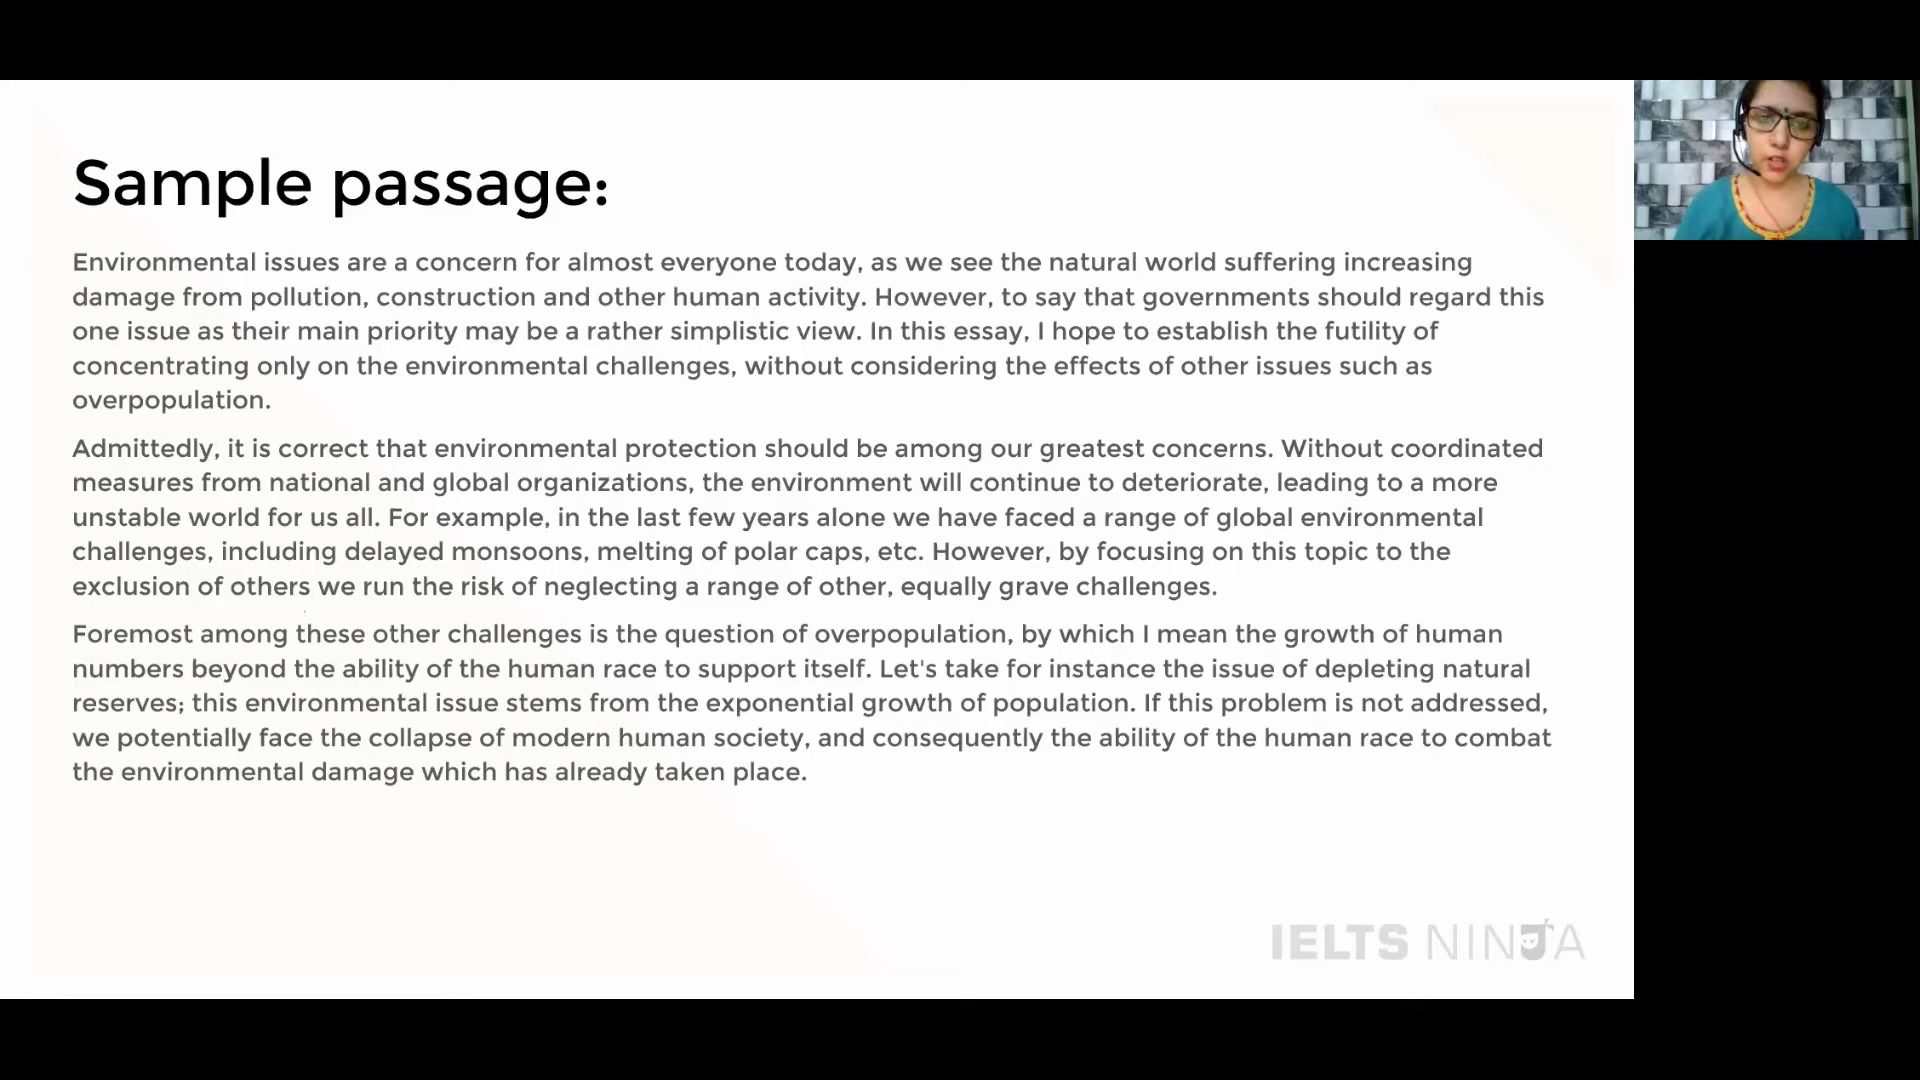 Sample passage:
Environmental issues are a concern for almost everyone today, as we see the natural world suffering increasing
damage from pollution, construction and other human activity. However, to say that governments should regard this
one issue as their main priority may be a rather simplistic view. In this essay, I hope to establish the futility of
concentrating only on the environmental challenges, without considering the effects of other issues such as
overpopulation.
Admittedly, it is correct that environmental protection should be among our greatest concerns. Without coordinated
measures from national and global organizations, the environment will continue to deteriorate, leading to a more
unstable world for us all. For example, in the last few years alone we have faced a range of global environmental
challenges, including delayed monsoons, melting of polar caps, etc. However, by focusing on this topic to the
exclusion of others we run the risk of neglecting a range of other, equally grave challenges.
Foremost among these other challenges is the question of overpopulation, by which I mean the growth of human
numbers beyond the ability of the human race to support itself. Let's take for instance the issue of depleting natural
reserves; this environmental issue stems from the exponential growth of population. If this problem is not addressed,
we potentially face the collapse of modern human society, and consequently the ability of the human race to combat
the environmental damage which has already taken place.
IELTS NINJA